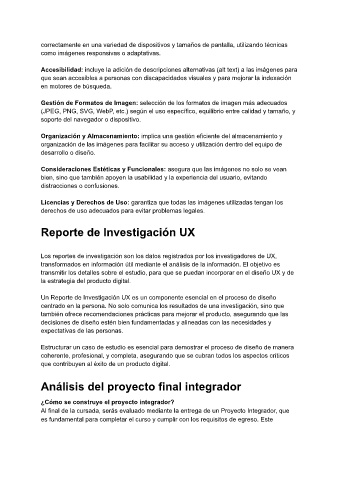 correctamente en una variedad de dispositivos y tamaños de pantalla, utilizando técnicas
como imágenes responsivas o adaptativas.
Accesibilidad: incluye la adición de descripciones alternativas (alt text) a las imágenes para
que sean accesibles a personas con discapacidades visuales y para mejorar la indexación
en motores de búsqueda.
Gestión de Formatos de Imagen: selección de los formatos de imagen más adecuados
(JPEG, PNG, SVG, WebP, etc.) según el uso específico, equilibrio entre calidad y tamaño, y
soporte del navegador o dispositivo.
Organización y Almacenamiento: implica una gestión eficiente del almacenamiento y
organización de las imágenes para facilitar su acceso y utilización dentro del equipo de
desarrollo o diseño.
Consideraciones Estéticas y Funcionales: asegura que las imágenes no solo se vean
bien, sino que también apoyen la usabilidad y la experiencia del usuario, evitando
distracciones o confusiones.
Licencias y Derechos de Uso: garantiza que todas las imágenes utilizadas tengan los
derechos de uso adecuados para evitar problemas legales.
Reporte de Investigación UX
Los reportes de investigación son los datos registrados por los investigadores de UX,
transformados en información útil mediante el análisis de la información. El objetivo es
transmitir los detalles sobre el estudio, para que se puedan incorporar en el diseño UX y de
la estrategia del producto digital.
Un Reporte de Investigación UX es un componente esencial en el proceso de diseño
centrado en la persona. No solo comunica los resultados de una investigación, sino que
también ofrece recomendaciones prácticas para mejorar el producto, asegurando que las
decisiones de diseño estén bien fundamentadas y alineadas con las necesidades y
expectativas de las personas.
Estructurar un caso de estudio es esencial para demostrar el proceso de diseño de manera
coherente, profesional, y completa, asegurando que se cubran todos los aspectos críticos
que contribuyen al éxito de un producto digital.
Análisis del proyecto final integrador
¿Cómo se construye el proyecto integrador?
Al final de la cursada, serás evaluado mediante la entrega de un Proyecto Integrador, que
es fundamental para completar el curso y cumplir con los requisitos de egreso. Este